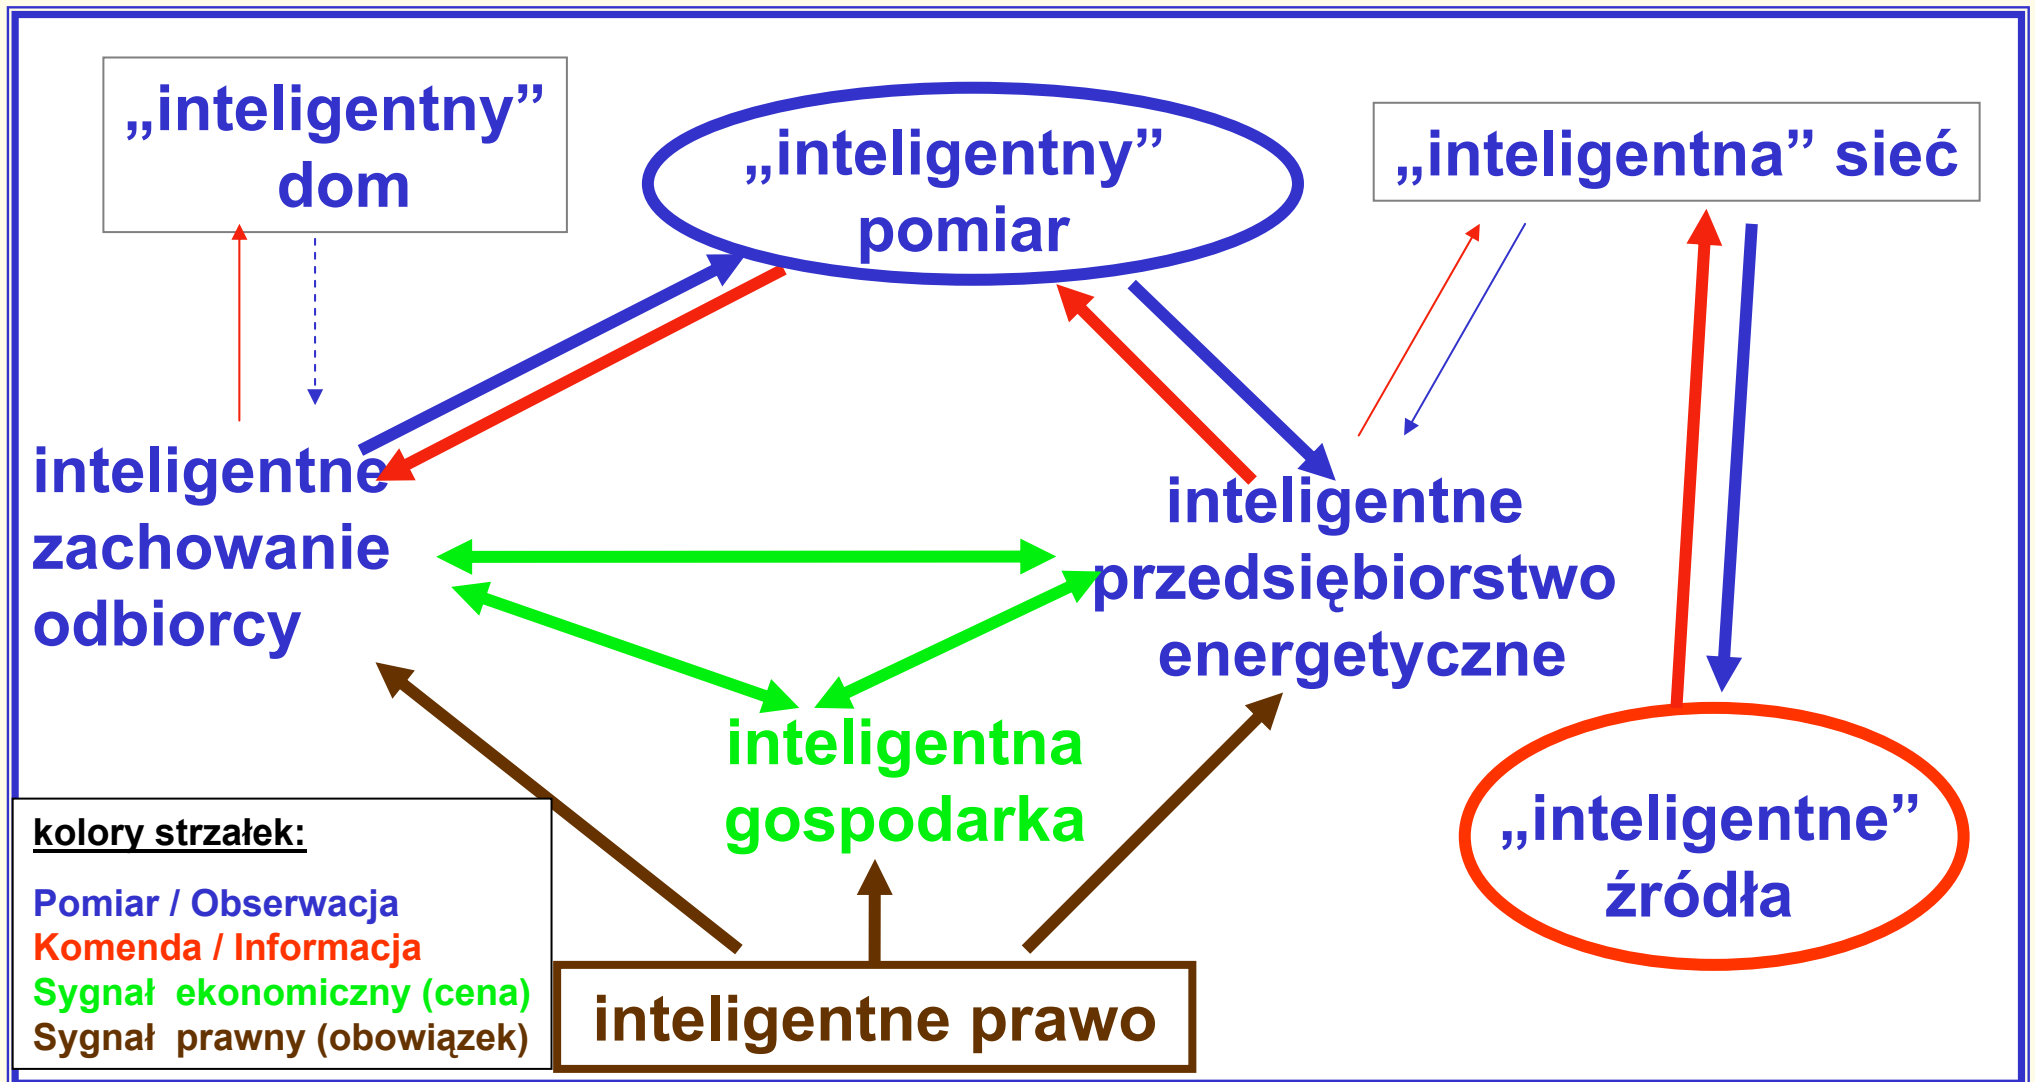 „inteligentny”
dom
„inteligentny”
pomiar
„inteligentna” sieć
inteligentne
zachowanie
odbiorcy
inteligentne
przedsiębiorstwo
energetyczne
inteligentna
gospodarka
„inteligentne”
źródła
kolory strzałek:
Pomiar / Obserwacja
Komenda / Informacja
Sygnał  ekonomiczny (cena)
Sygnał  prawny (obowiązek)
inteligentne prawo